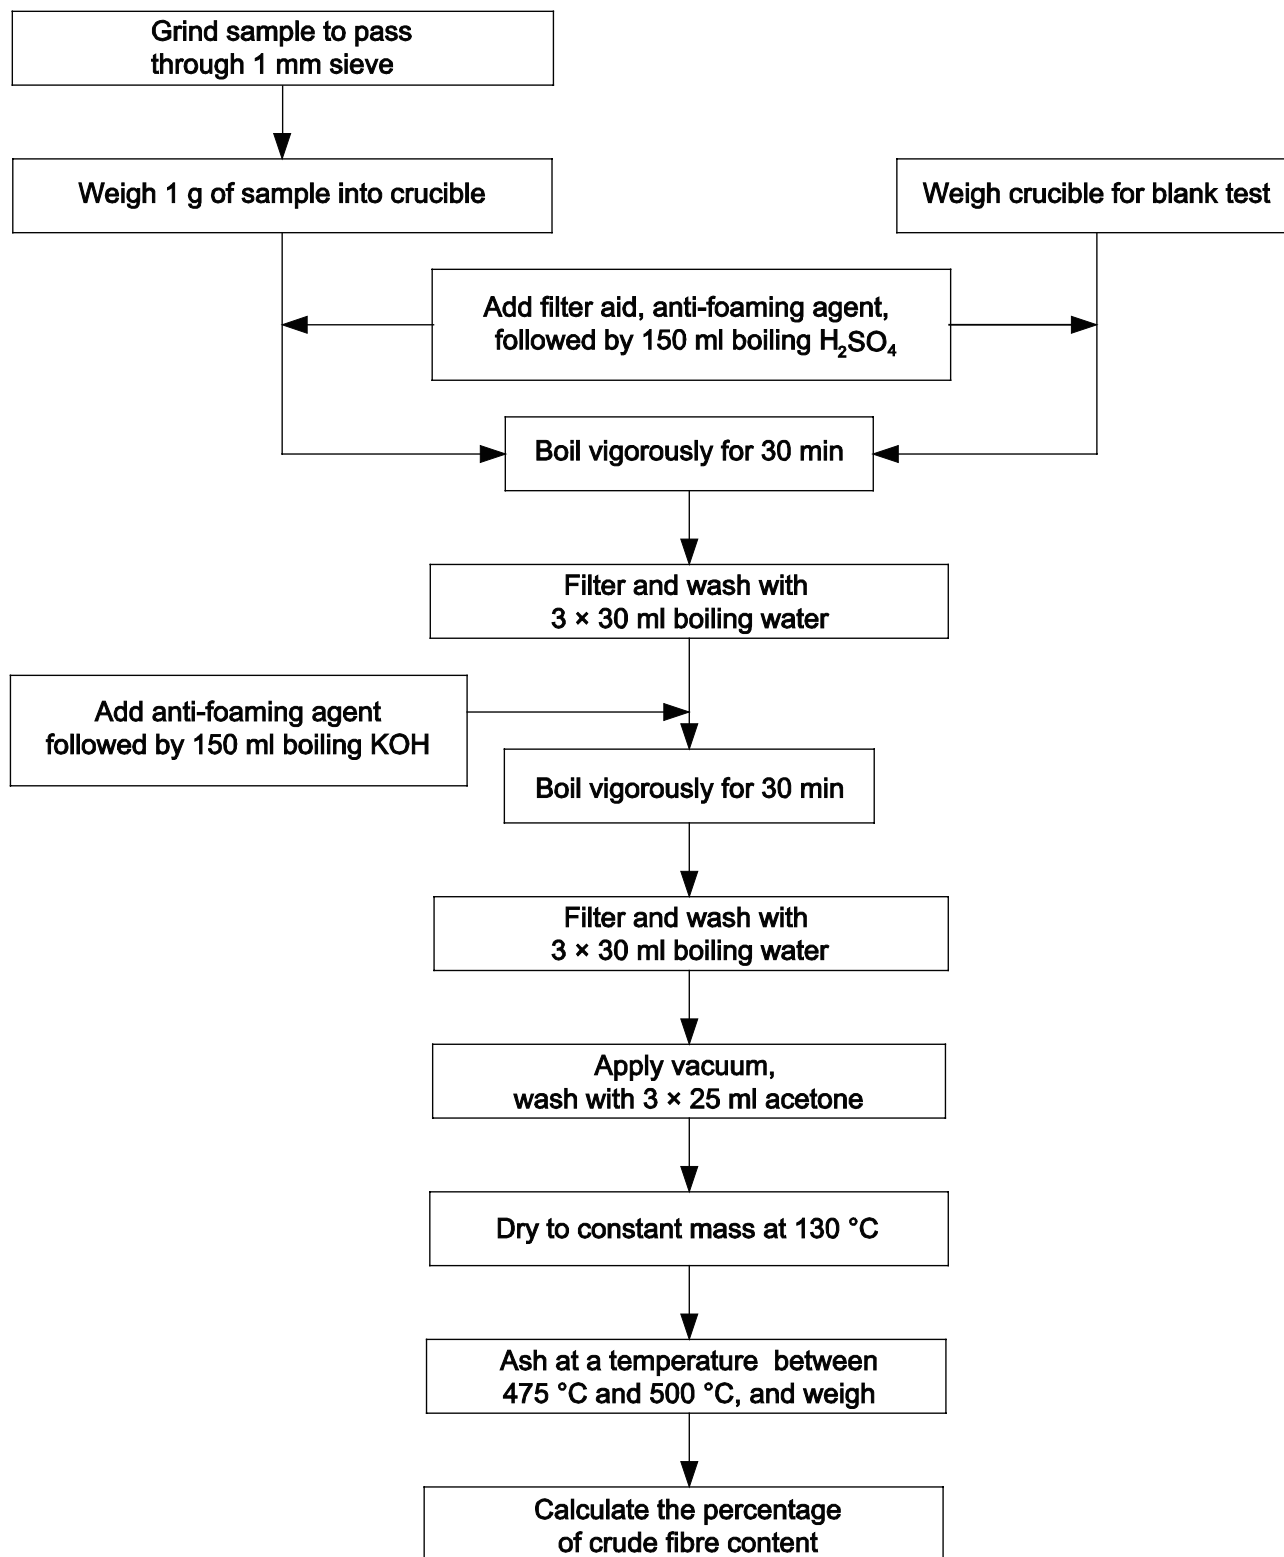 Grind sample to pass
through 1 mm sieve
Weigh 1 g of sample into crucible
Weigh crucible for blank test
Add filter aid, anti-foaming agent,
followed by 150 ml boiling H₂SO₄
Boil vigorously for 30 min
Filter and wash with
3 × 30 ml boiling water
Add anti-foaming agent
followed by 150 ml boiling KOH
Boil vigorously for 30 min
Filter and wash with
3 × 30 ml boiling water
Apply vacuum,
wash with 3 × 25 ml acetone
Dry to constant mass at 130 °C
Ash at a temperature between
475 °C and 500 °C, and weigh
Calculate the percentage
of crude fibre content